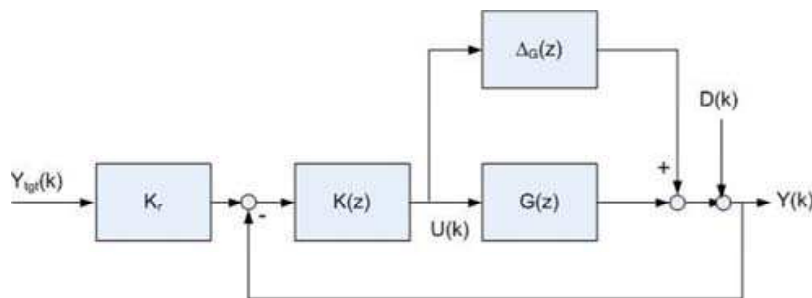 Δ_G(z)
D(k)
Y_tgt(k)
K_r
-
K(z)
U(k)
G(z)
+
Y(k)